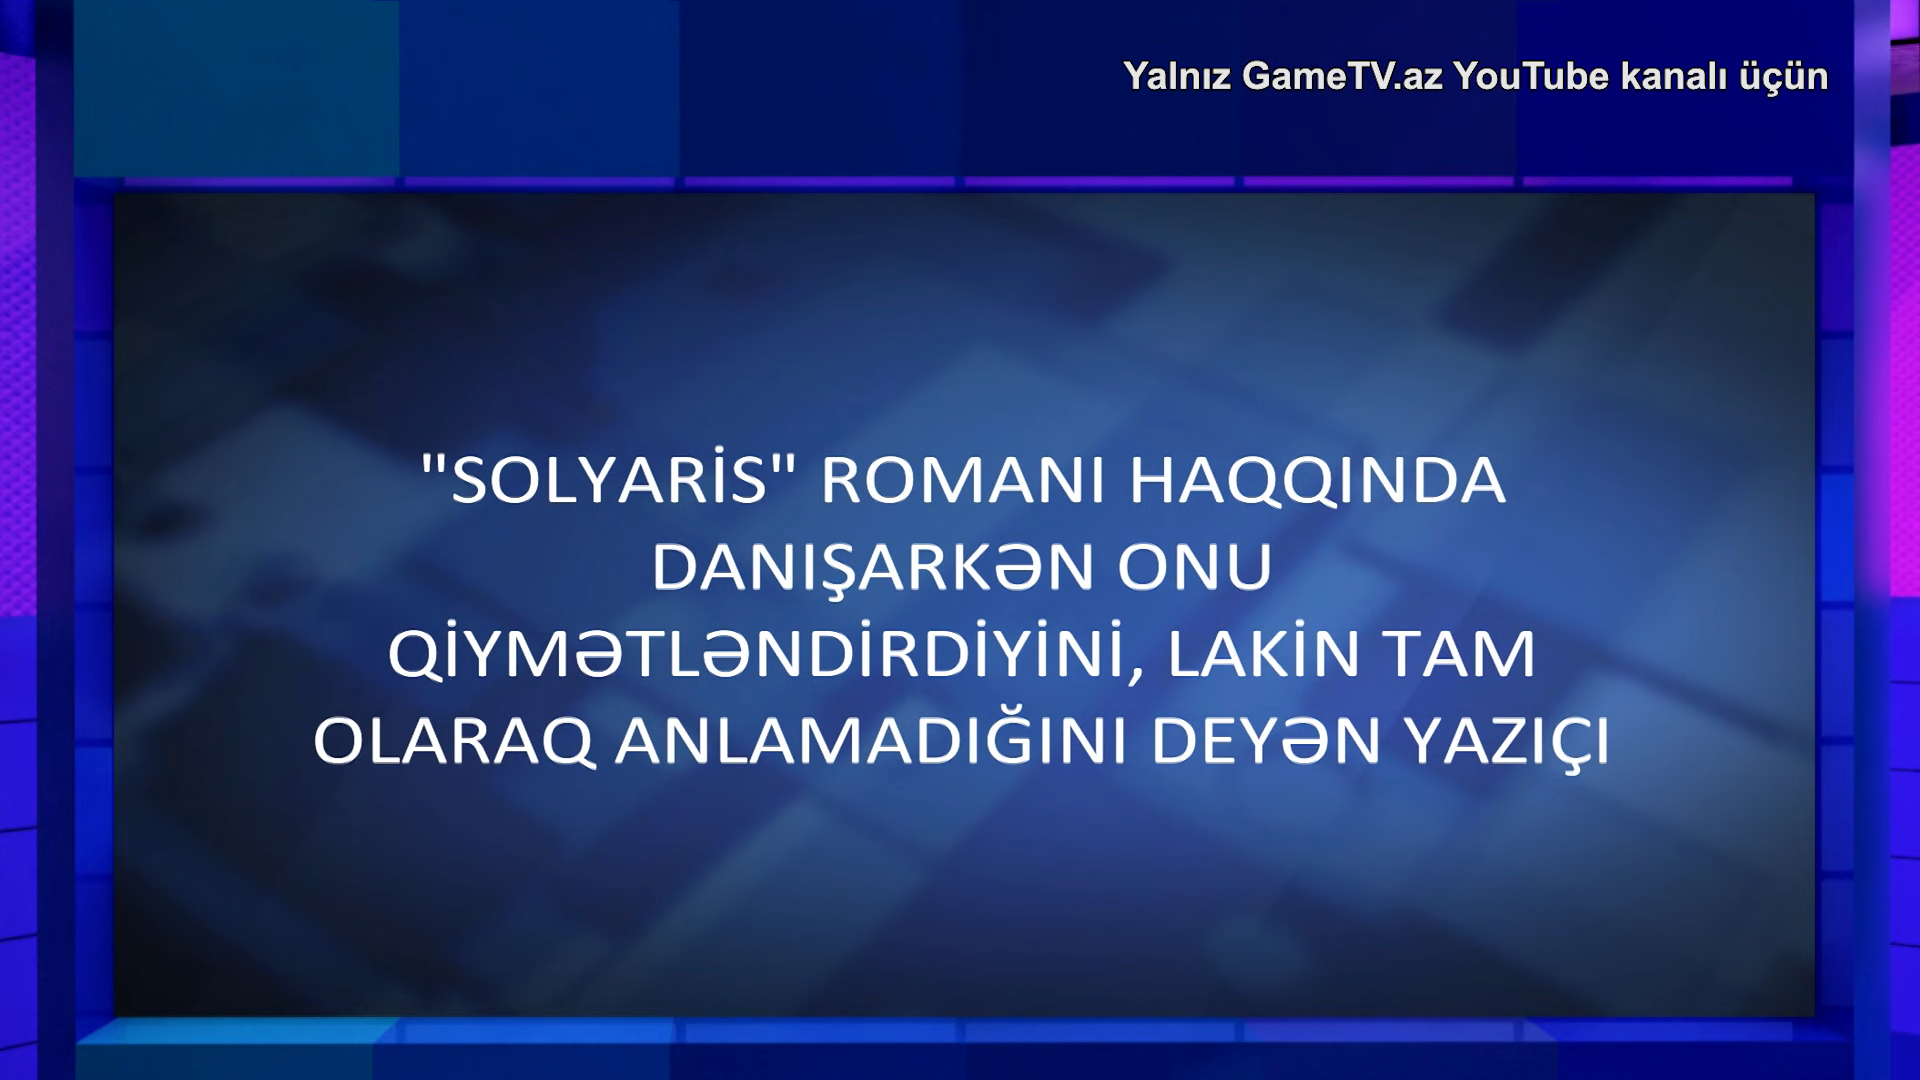 Yalnız GameTV.az YouTube kanalı üçün
"SOLYARİS" ROMANI HAQQINDA
DANIŞARKƏN ONU
QİYMƏTLƏNDİRDİYİNİ, LAKİN TAM
OLARAQ ANLAMADIĞINI DEYƏN YAZIÇI